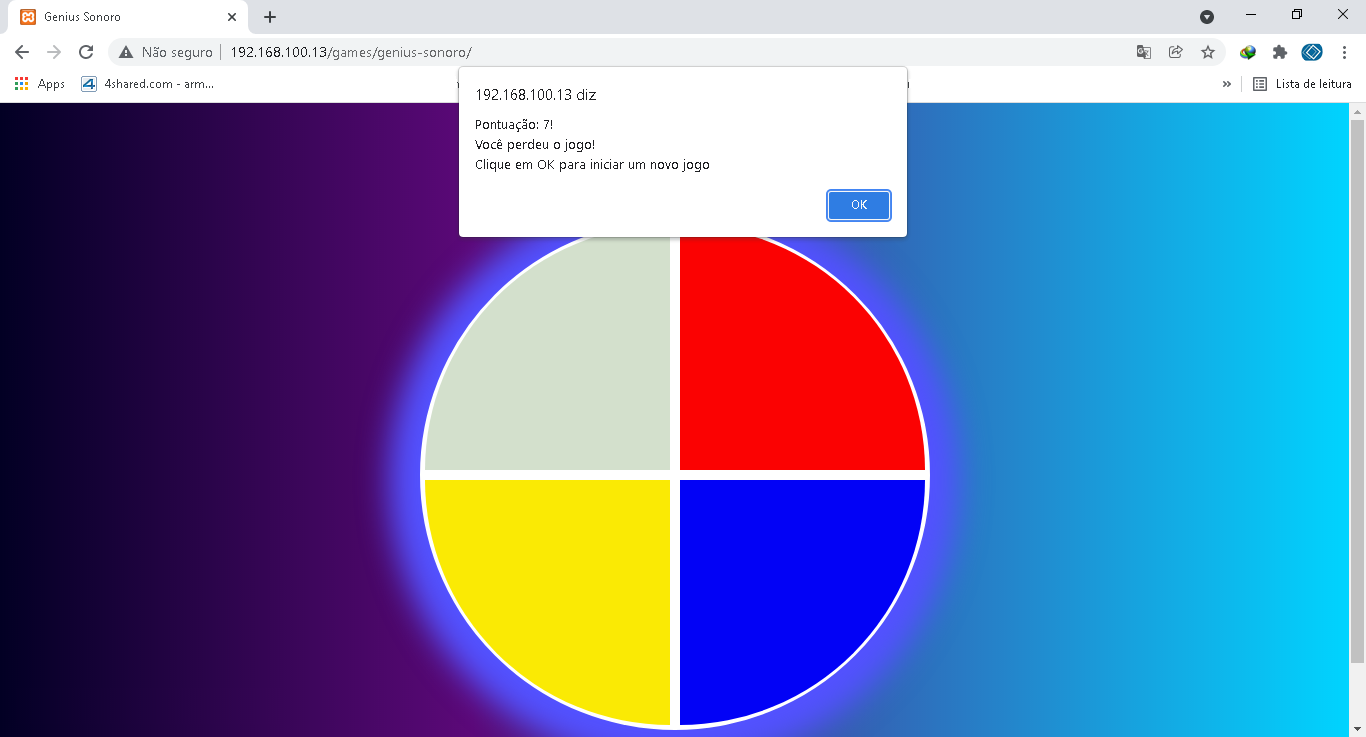 Genius Sonoro
Não seguro
192.168.100.13/games/genius-sonoro/
Apps
4shared.com - arm...
»
Lista de leitura
192.168.100.13 diz
Pontuação: 7!
Você perdeu o jogo!
Clique em OK para iniciar um novo jogo
OK